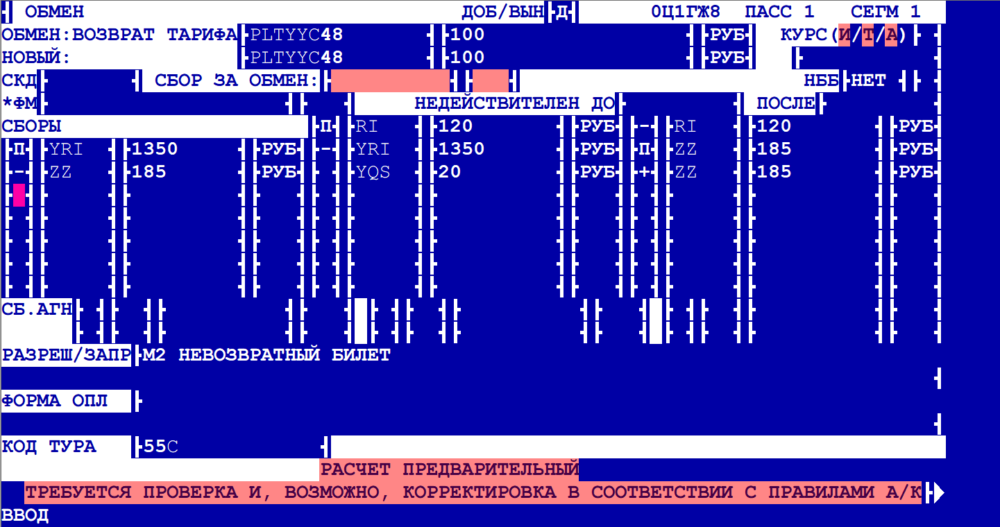 ОБМЕН ДОБ/ВЫН Д 0Ц1ГЖ8 ПАСС 1 СЕГМ 1
ОБМЕН:ВОЗВРАТ ТАРИФА PLTYYC48 100 РУБ КУРС(И/Т/А)
НОВЫЙ: PLTYYC48 100 РУБ
СКД СБОР ЗА ОБМЕН: НББ НЕТ
*ФМ НЕДЕЙСТВИТЕЛЕН ДО ПОСЛЕ
СБОРЫ П RI 120 РУБ - RI 120 РУБ
П YRI 1350 РУБ - YRI 1350 РУБ П ZZ 185 РУБ
- ZZ 185 РУБ YQS 20 РУБ + ZZ 185 РУБ
СБ.АГН
РАЗРЕШ/ЗАПР М2 НЕВОЗВРАТНЫЙ БИЛЕТ
ФОРМА ОПЛ
КОД ТУРА 55C
РАСЧЕТ ПРЕДВАРИТЕЛЬНЫЙ
ТРЕБУЕТСЯ ПРОВЕРКА И, ВОЗМОЖНО, КОРРЕКТИРОВКА В СООТВЕТСТВИИ С ПРАВИЛАМИ А/К
ВВОД